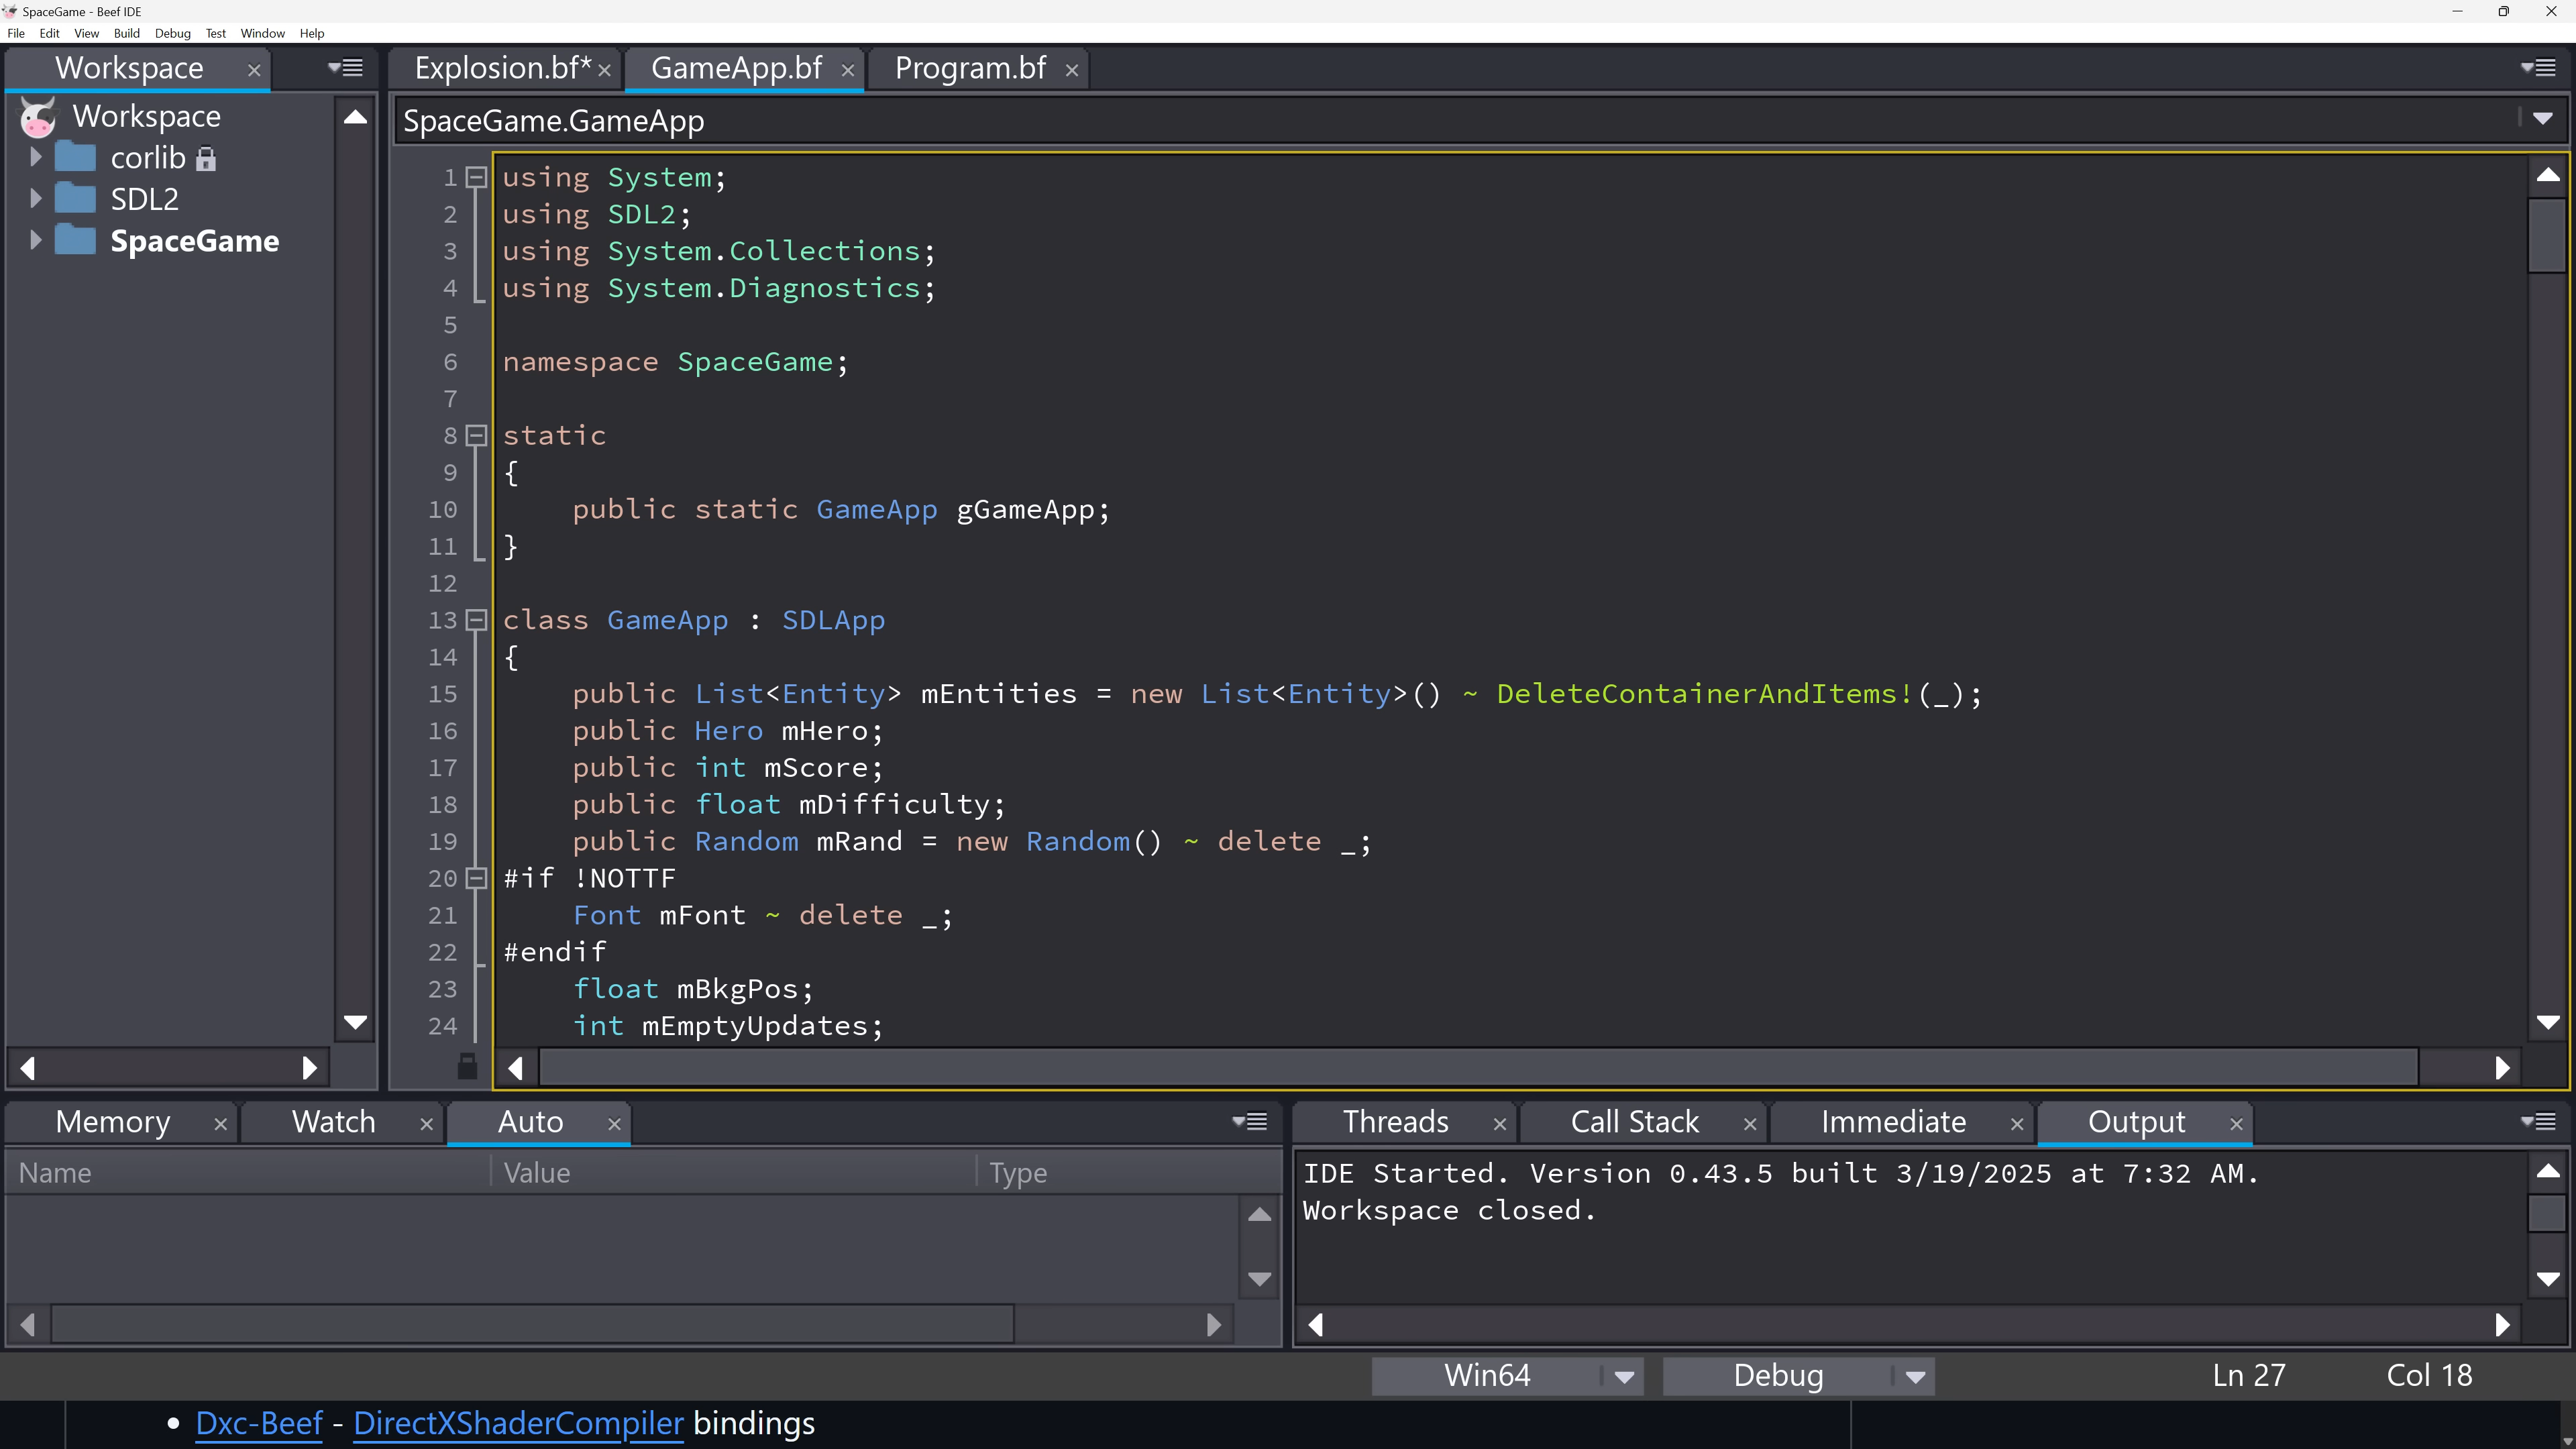 SpaceGame - Beef IDE
File Edit View Build Debug Test Window Help
Workspace
Explosion.bf* GameApp.bf Program.bf
Workspace
corlib
SDL2
SpaceGame
SpaceGame.GameApp
1 using System;
2 using SDL2;
3 using System.Collections;
4 using System.Diagnostics;
5
6 namespace SpaceGame;
7
8 static
9 {
10     public static GameApp gGameApp;
11 }
12
13 class GameApp : SDLApp
14 {
15     public List<Entity> mEntities = new List<Entity>() ~ DeleteContainerAndItems!(_);
16     public Hero mHero;
17     public int mScore;
18     public float mDifficulty;
19     public Random mRand = new Random() ~ delete _;
20 #if !NOTTF
21     Font mFont ~ delete _;
22 #endif
23     float mBkgPos;
24     int mEmptyUpdates;
Memory Watch Auto
Name Value Type
Threads Call Stack Immediate Output
IDE Started. Version 0.43.5 built 3/19/2025 at 7:32 AM.
Workspace closed.
Win64 Debug Ln 27 Col 18
• Dxc-Beef - DirectXShaderCompiler bindings